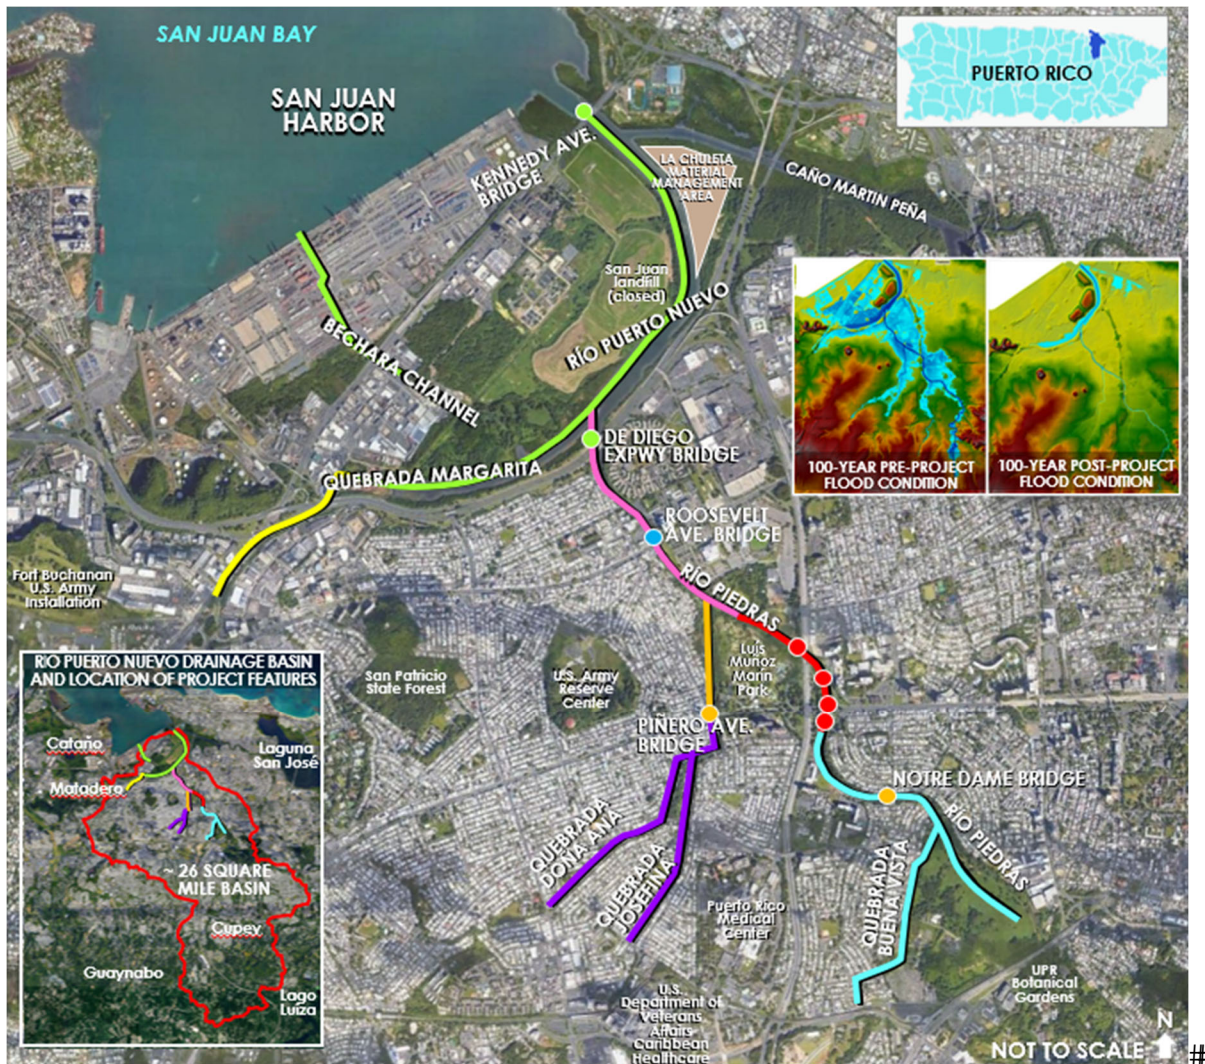 SAN JUAN BAY
SAN JUAN
HARBOR
PUERTO RICO
KENNEDY AVE.
BRIDGE
LA CHULETA
MATERIAL
MANAGEMENT
AREA
CAÑO MARTIN PEÑA
San Juan
landfill
(closed)
RÍO PUERTO NUEVO
BECHARA CHANNEL
100-YEAR PRE-PROJECT
FLOOD CONDITION
100-YEAR POST-PROJECT
FLOOD CONDITION
DE DIEGO
EXPWY BRIDGE
QUEBRADA MARGARITA
ROOSEVELT
AVE. BRIDGE
Fort Buchanan
U.S. Army
Installation
RÍO PIEDRAS
San Patricio
State Forest
U.S. Army
Reserve
Center
Luis
Muñoz
Marin
Park
PIÑERO AVE.
BRIDGE
NOTRE DAME BRIDGE
RÍO PIEDRAS
QUEBRADA
DONA ANA
QUEBRADA
JOSEFINA
QUEBRADA
BUENA VISTA
Puerto Rico
Medical
Center
UPR
Botanical
Gardens
U.S.
Department of
Veterans
Affairs
Caribbean
Healthcare
RÍO PUERTO NUEVO DRAINAGE BASIN
AND LOCATION OF PROJECT FEATURES
Cataño
Laguna
San José
Matadero
~ 26 SQUARE
MILE BASIN
Cupey
Guaynabo
Lago
Luíza
N
NOT TO SCALE
#